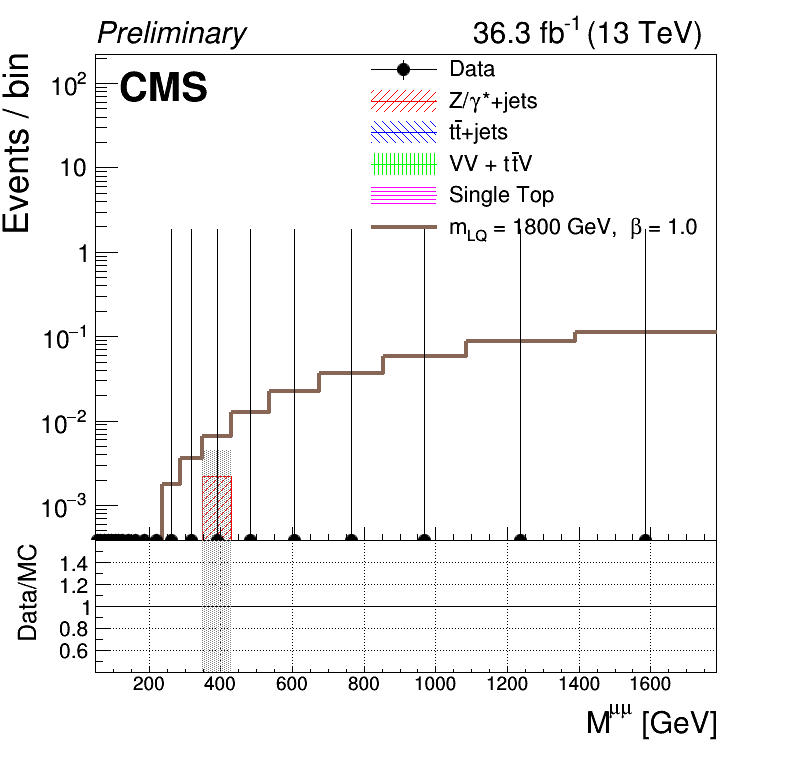 Preliminary 36.3 fb-1 (13 TeV)
CMS
Data
Z/γ*+jets
tt̄+jets
VV + tt̄V
Single Top
mLQ = 1800 GeV, β = 1.0
Events / bin
10²
10
1
10⁻¹
10⁻²
10⁻³
Data/MC
1.4
1.2
1
0.8
0.6
200 400 600 800 1000 1200 1400 1600
Mμμ [GeV]